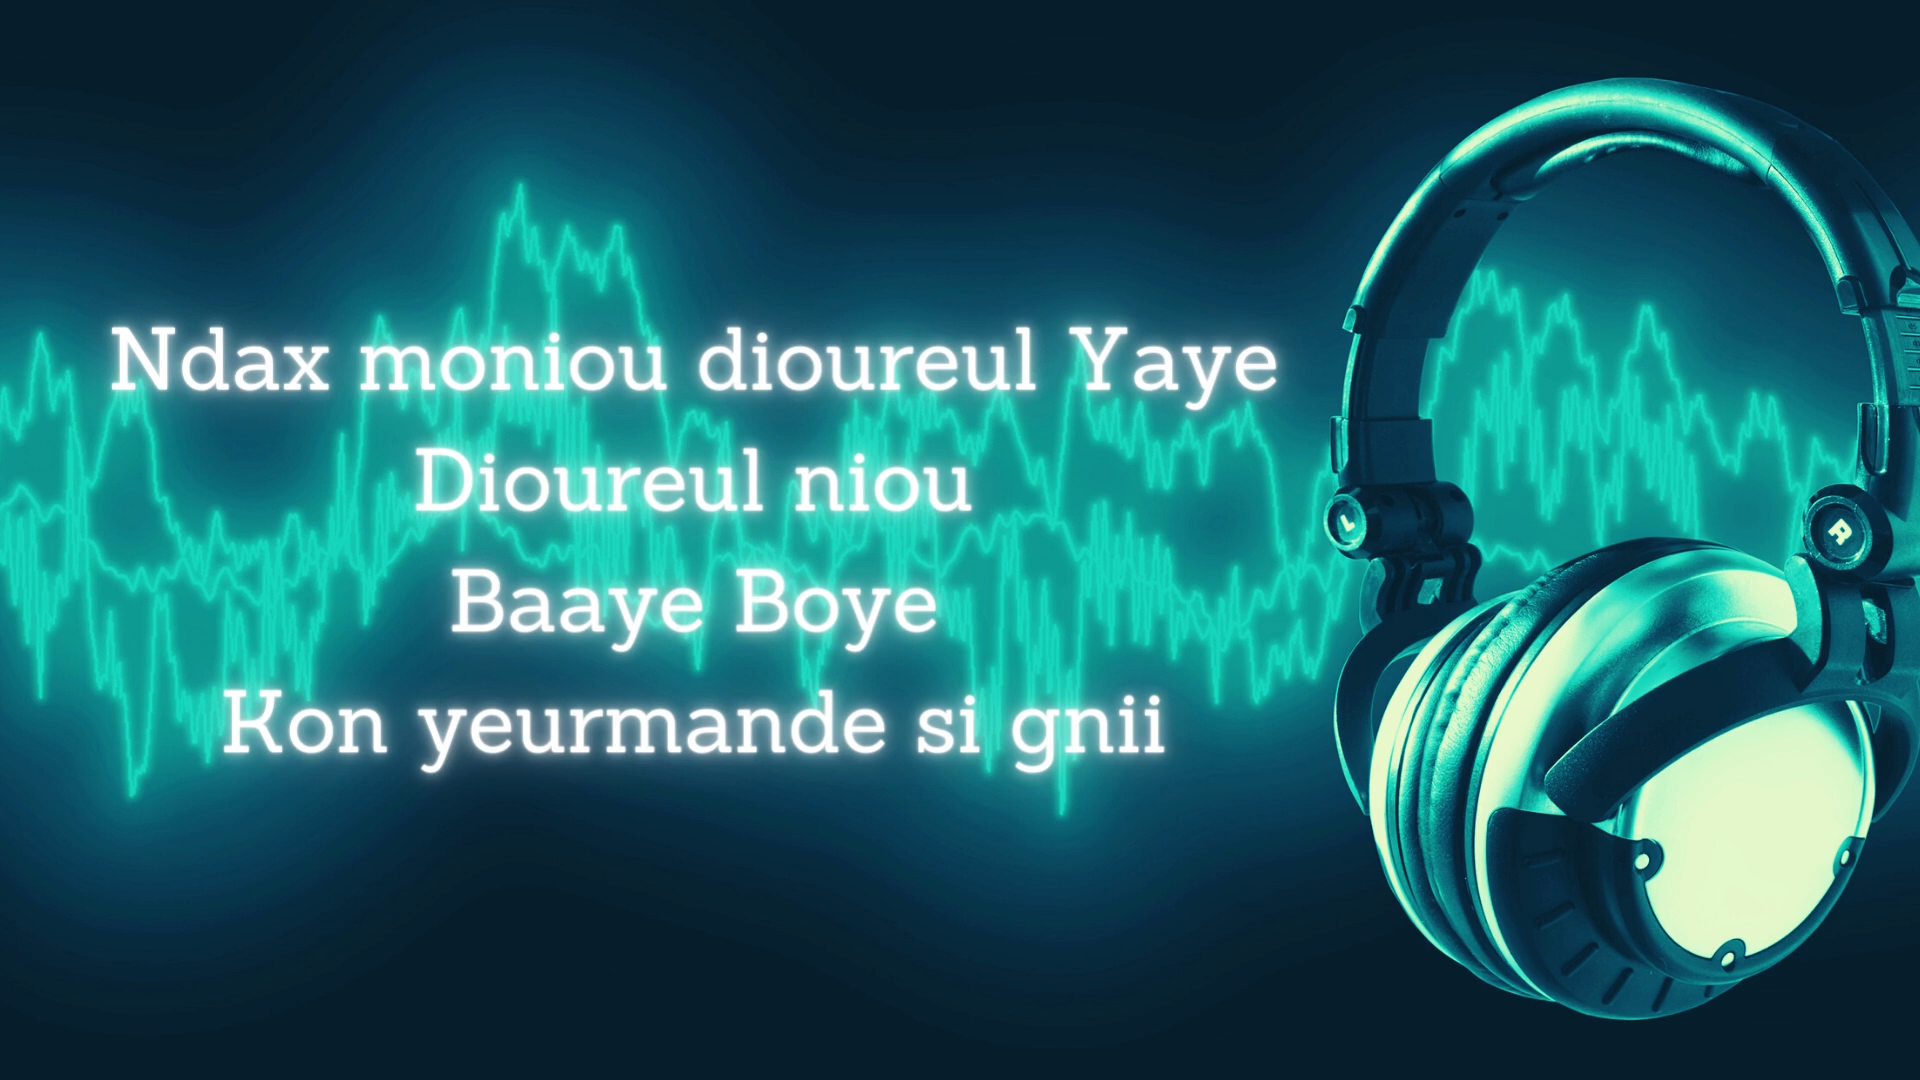 Ndax moniou dioureul Yaye
Dioureul niou
Baaye Boye
Kon yeurmande si gnii
L
R